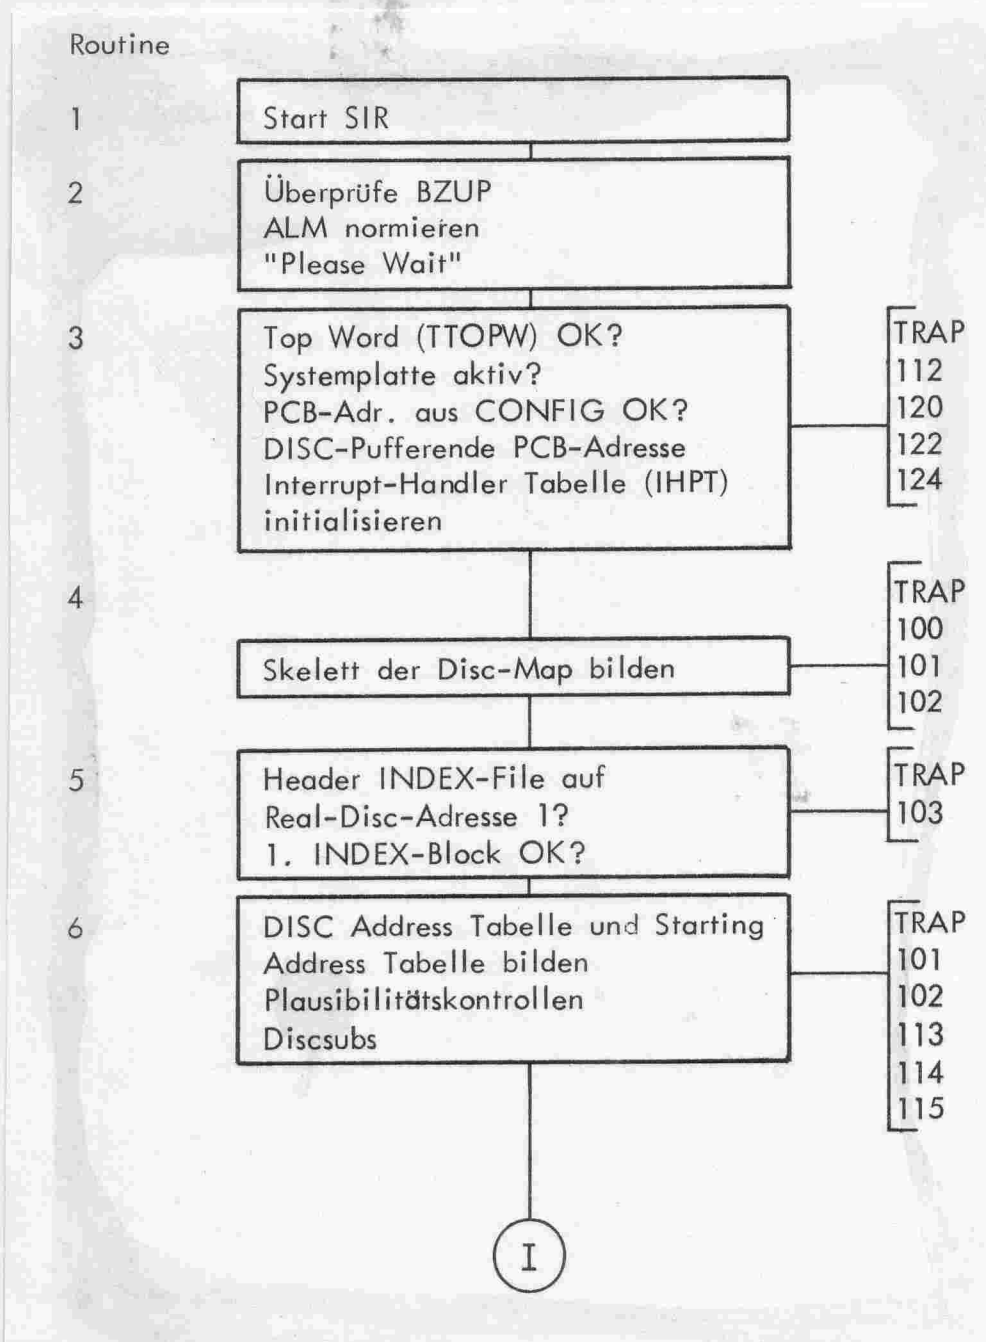 Routine
1
Start SIR
2
Überprüfe BZUP
ALM normieren
"Please Wait"
3
Top Word (TTOPW) OK?
Systemplatte aktiv?
PCB-Adr. aus CONFIG OK?
DISC-Pufferende PCB-Adresse
Interrupt-Handler Tabelle (IHPT)
initialisieren
TRAP
112
120
122
124
4
Skelett der Disc-Map bilden
TRAP
100
101
102
5
Header INDEX-File auf
Real-Disc-Adresse 1?
1. INDEX-Block OK?
TRAP
103
6
DISC Address Tabelle und Starting
Address Tabelle bilden
Plausibilitätskontrollen
Discsubs
TRAP
101
102
113
114
115
I